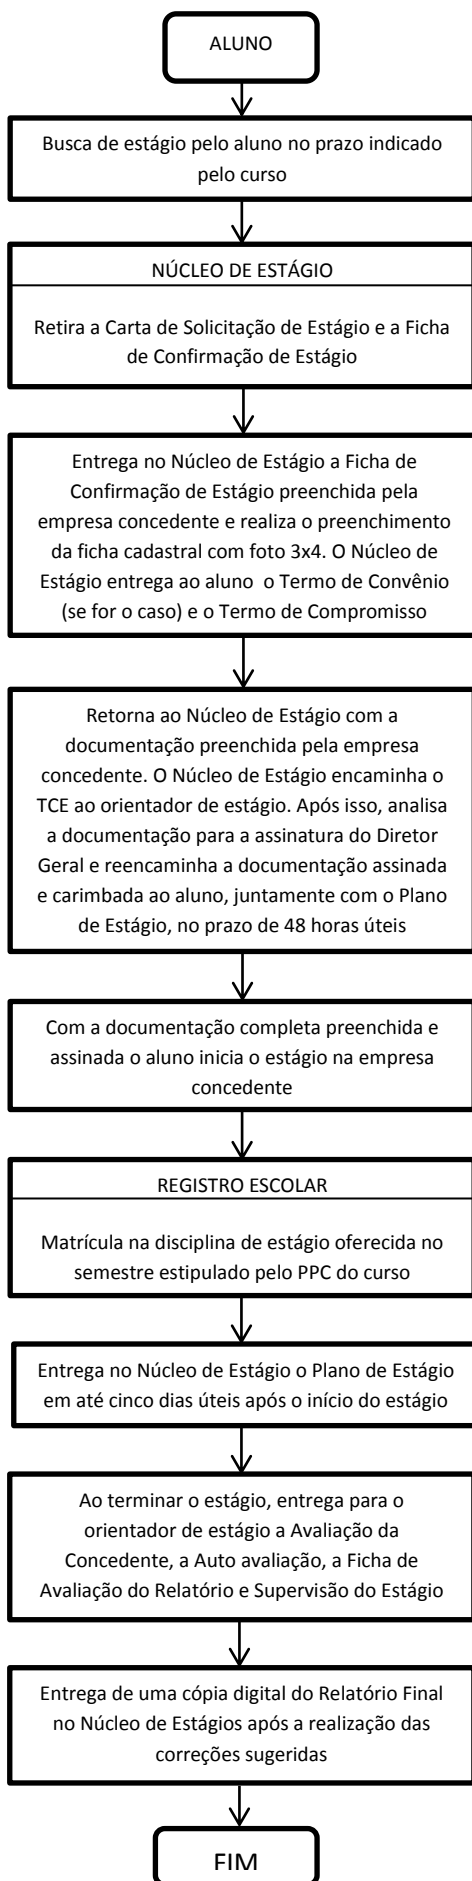 ALUNO
Busca de estágio pelo aluno no prazo indicado
pelo curso
NÚCLEO DE ESTÁGIO
Retira a Carta de Solicitação de Estágio e a Ficha
de Confirmação de Estágio
Entrega no Núcleo de Estágio a Ficha de
Confirmação de Estágio preenchida pela
empresa concedente e realiza o preenchimento
da ficha cadastral com foto 3x4. O Núcleo de
Estágio entrega ao aluno o Termo de Convênio
(se for o caso) e o Termo de Compromisso
Retorna ao Núcleo de Estágio com a
documentação preenchida pela empresa
concedente. O Núcleo de Estágio encaminha o
TCE ao orientador de estágio. Após isso, analisa
a documentação para a assinatura do Diretor
Geral e reencaminha a documentação assinada
e carimbada ao aluno, juntamente com o Plano
de Estágio, no prazo de 48 horas úteis
Com a documentação completa preenchida e
assinada o aluno inicia o estágio na empresa
concedente
REGISTRO ESCOLAR
Matrícula na disciplina de estágio oferecida no
semestre estipulado pelo PPC do curso
Entrega no Núcleo de Estágio o Plano de Estágio
em até cinco dias úteis após o início do estágio
Ao terminar o estágio, entrega para o
orientador de estágio a Avaliação da
Concedente, a Auto avaliação, a Ficha de
Avaliação do Relatório e Supervisão do Estágio
Entrega de uma cópia digital do Relatório Final
no Núcleo de Estágios após a realização das
correções sugeridas
FIM